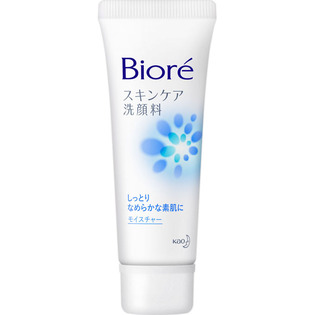 Bioré
スキンケア
洗顔料
しっとり
なめらかな素肌に
モイスチャー
Kao